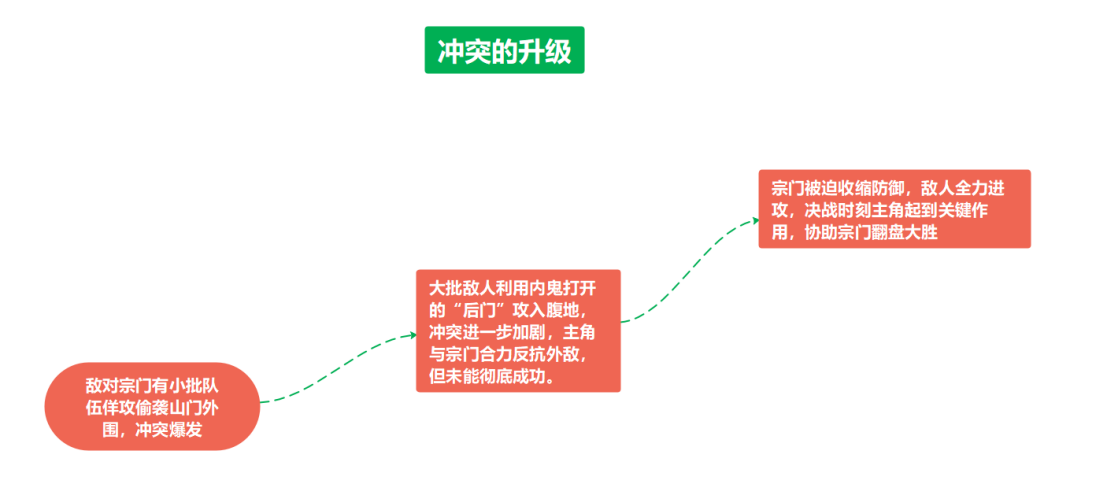 冲突的升级
敌对宗门有小批队
伍佯攻偷袭山门外
围，冲突爆发
大批敌人利用内鬼打开
的“后门”攻入腹地，
冲突进一步加剧，主角
与宗门合力反抗外敌，
但未能彻底成功。
宗门被迫收缩防御，敌人全力进
攻，决战时刻主角起到关键作
用，协助宗门翻盘大胜